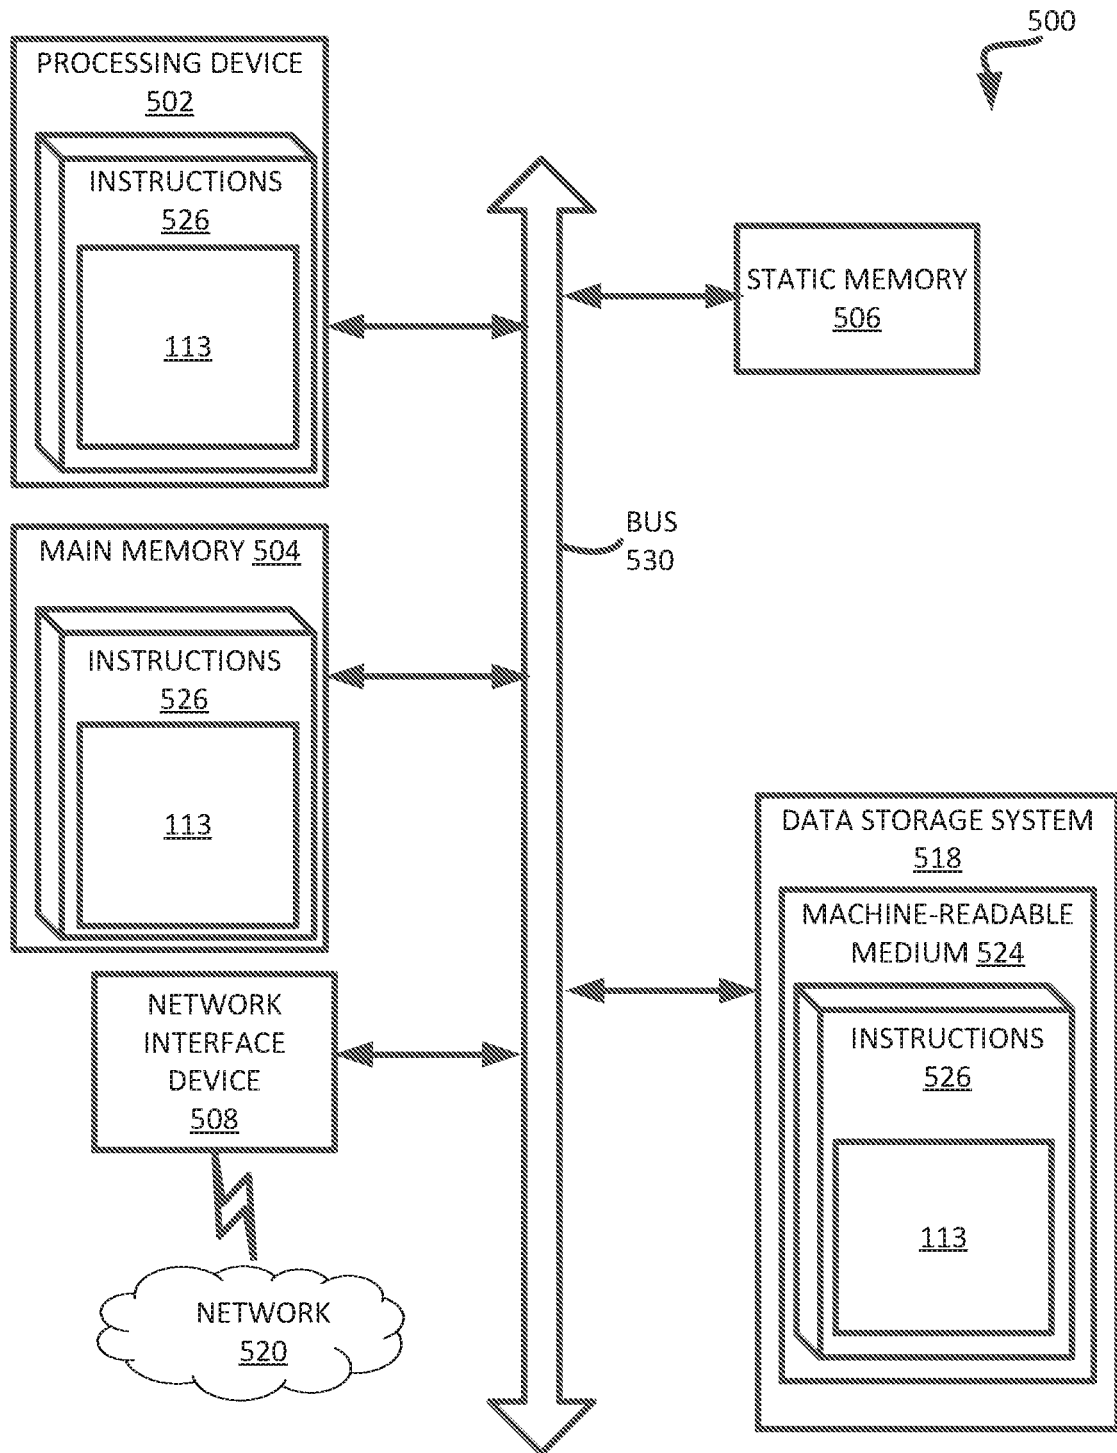 500
PROCESSING DEVICE
502
INSTRUCTIONS
526
113
STATIC MEMORY
506
BUS
530
MAIN MEMORY 504
INSTRUCTIONS
526
113
DATA STORAGE SYSTEM
518
MACHINE-READABLE
MEDIUM 524
INSTRUCTIONS
526
113
NETWORK
INTERFACE
DEVICE
508
NETWORK
520